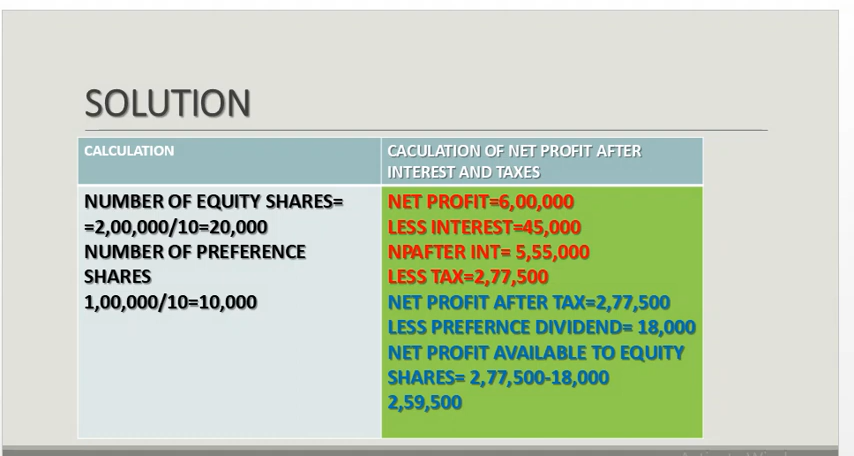 SOLUTION
CALCULATION
CACULATION OF NET PROFIT AFTER
INTEREST AND TAXES
NUMBER OF EQUITY SHARES=
=2,00,000/10=20,000
NUMBER OF PREFERENCE
SHARES
1,00,000/10=10,000
NET PROFIT=6,00,000
LESS INTEREST=45,000
NPAFTER INT= 5,55,000
LESS TAX=2,77,500
NET PROFIT AFTER TAX=2,77,500
LESS PREFERNCE DIVIDEND= 18,000
NET PROFIT AVAILABLE TO EQUITY
SHARES= 2,77,500-18,000
2,59,500